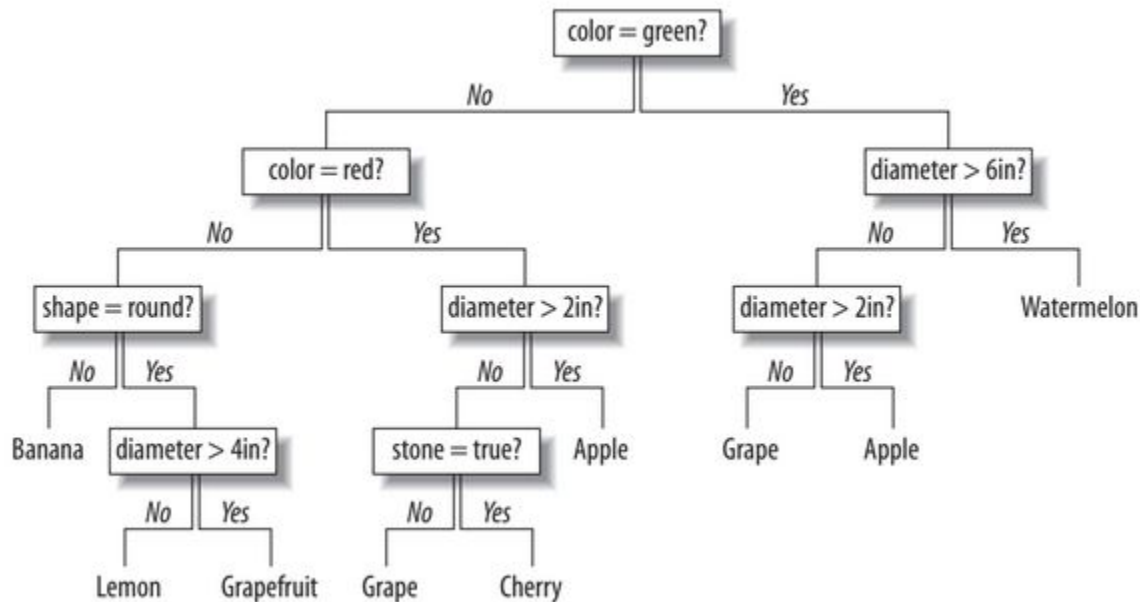 color = green?
No Yes
color = red? diameter > 6in?
No Yes No Yes
shape = round? diameter > 2in? diameter > 2in? Watermelon
No Yes No Yes No Yes
Banana diameter > 4in? stone = true? Apple Grape Apple
No Yes No Yes
Lemon Grapefruit Grape Cherry